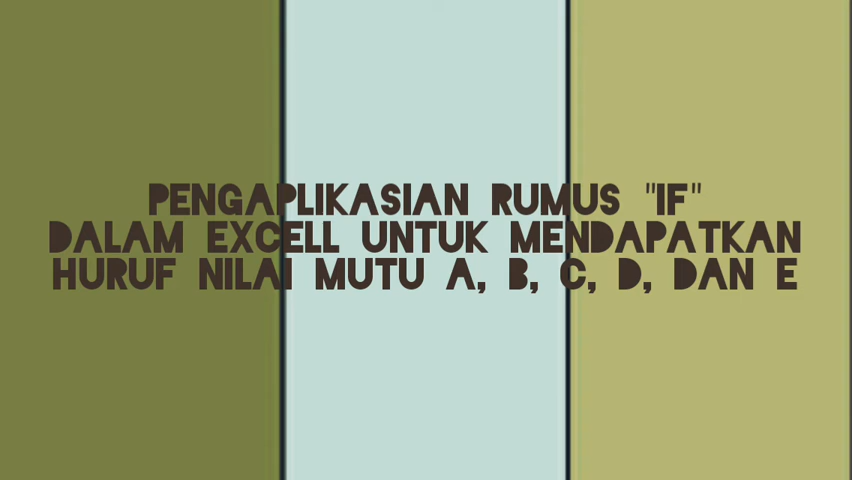 PENGAPLIKASIAN RUMUS "IF"
DALAM EXCELL UNTUK MENDAPATKAN
HURUF NILAI MUTU A, B, C, D, DAN E